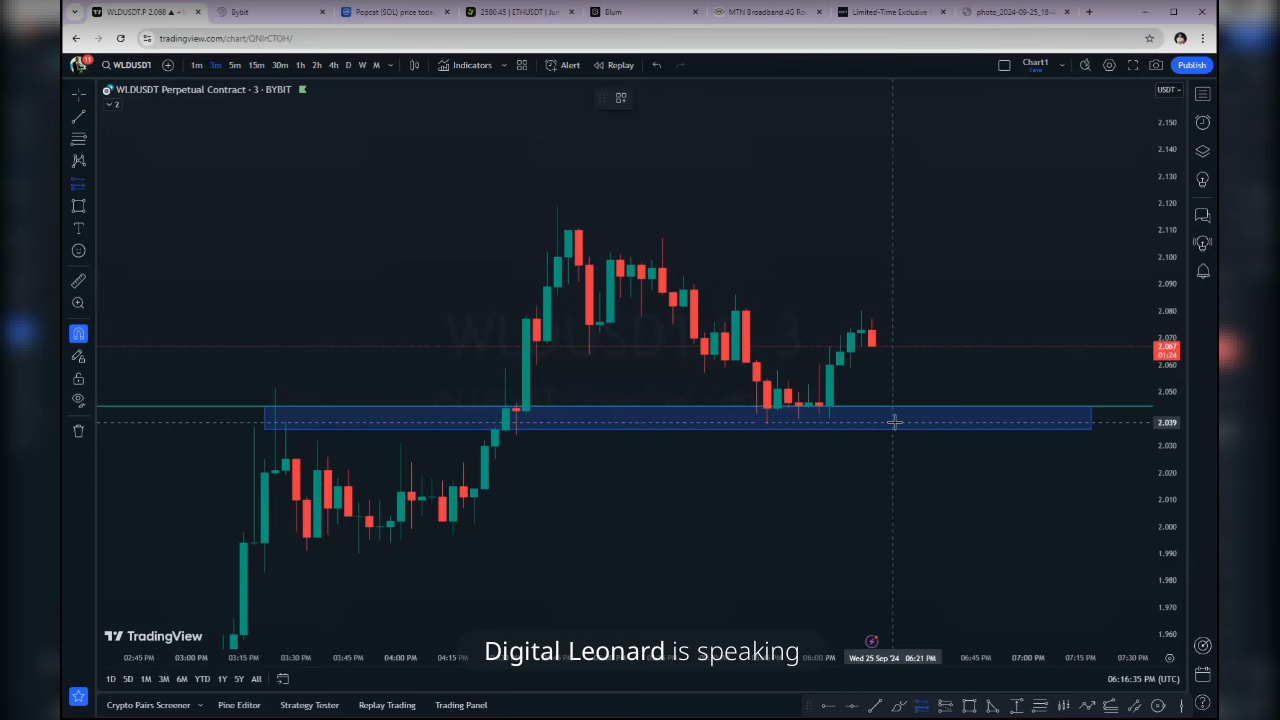 WLDUSDT.P 2.068 ▲ +
Bybit
Popcat (SOL) price today
2580.45 | ETHUSDT | Jum
Blum
MTN Broadband 4G Ro
Limited-Time Exclusive
photo_2024-09-25_18-4
tradingview.com/chart/QNIrCTOH/
11
WLDUSDT
1m 3m 5m 15m 30m 1h 2h 4h D W M
Indicators
Alert
Replay
Chart1
Save
Publish
WLDUSDT Perpetual Contract · 3 · BYBIT
2
USDT
2.150
2.140
2.130
2.120
2.110
2.100
2.090
2.080
2.070
2.067
01:24
2.060
2.050
2.039
2.030
2.020
2.010
2.000
1.990
1.980
1.970
1.960
TradingView
Digital Leonard is speaking
02:45 PM 03:00 PM 03:15 PM 03:30 PM 03:45 PM 04:00 PM 04:15 PM 06:00 PM Wed 25 Sep '24 06:21 PM 06:45 PM 07:00 PM 07:15 PM 07:30 PM
1D 5D 1M 3M 6M YTD 1Y 5Y All
06:16:35 PM (UTC)
Crypto Pairs Screener
Pine Editor
Strategy Tester
Replay Trading
Trading Panel